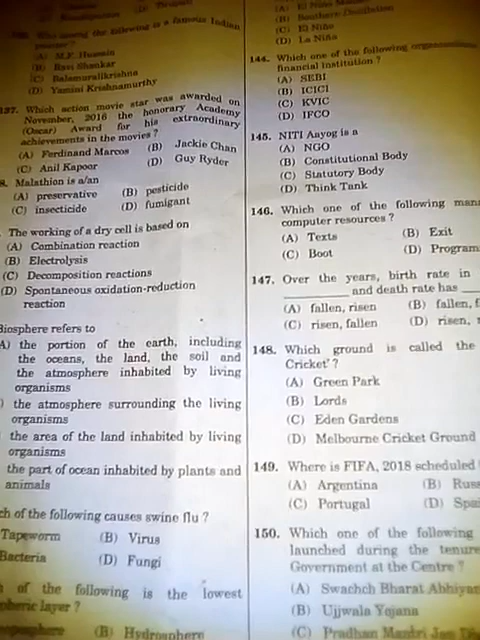 Who among the following is a famous Indian
(A) M.F. Hussain
(B) Ravi Shankar
(C) Balamuralikrishna
(D) Yamini Krishnamurthy
137. Which action movie star was awarded on
November, 2016 the honorary Academy
(Oscar) Award for his extraordinary
achievements in the movies ?
(A) Ferdinand Marcos (B) Jackie Chan
(C) Anil Kapoor (D) Guy Ryder
8. Malathion is a/an
(A) preservative (B) pesticide
(C) insecticide (D) fumigant
The working of a dry cell is based on
(A) Combination reaction
(B) Electrolysis
(C) Decomposition reactions
(D) Spontaneous oxidation-reduction
reaction
Biosphere refers to
A) the portion of the earth, including
the oceans, the land, the soil and
the atmosphere inhabited by living
organisms
) the atmosphere surrounding the living
organisms
the area of the land inhabited by living
organisms
the part of ocean inhabited by plants and
animals
ch of the following causes swine flu ?
Tapeworm (B) Virus
Bacteria (D) Fungi
of the following is the lowest
pheric layer ?
(B) Hydrosphere
(B) Southern Oscillation
(C) El Niño
(D) La Niña
144. Which one of the following
financial institution ?
(A) SEBI
(B) ICICI
(C) KVIC
(D) IFCO
145. NITI Aayog is a
(A) NGO
(B) Constitutional Body
(C) Statutory Body
(D) Think Tank
146. Which one of the following man
computer resources ?
(A) Texts (B) Exit
(C) Boot (D) Program
147. Over the years, birth rate in
and death rate has
(A) fallen, risen (B) fallen, f
(C) risen, fallen (D) risen,
148. Which ground is called the
Cricket' ?
(A) Green Park
(B) Lords
(C) Eden Gardens
(D) Melbourne Cricket Ground
149. Where is FIFA, 2018 scheduled
(A) Argentina (B) Russ
(C) Portugal (D) Spai
150. Which one of the following
launched during the tenure
Government at the Centre ?
(A) Swachch Bharat Abhiyan
(B) Ujjwala Yojana
(C) Pradhan Mantri Jan